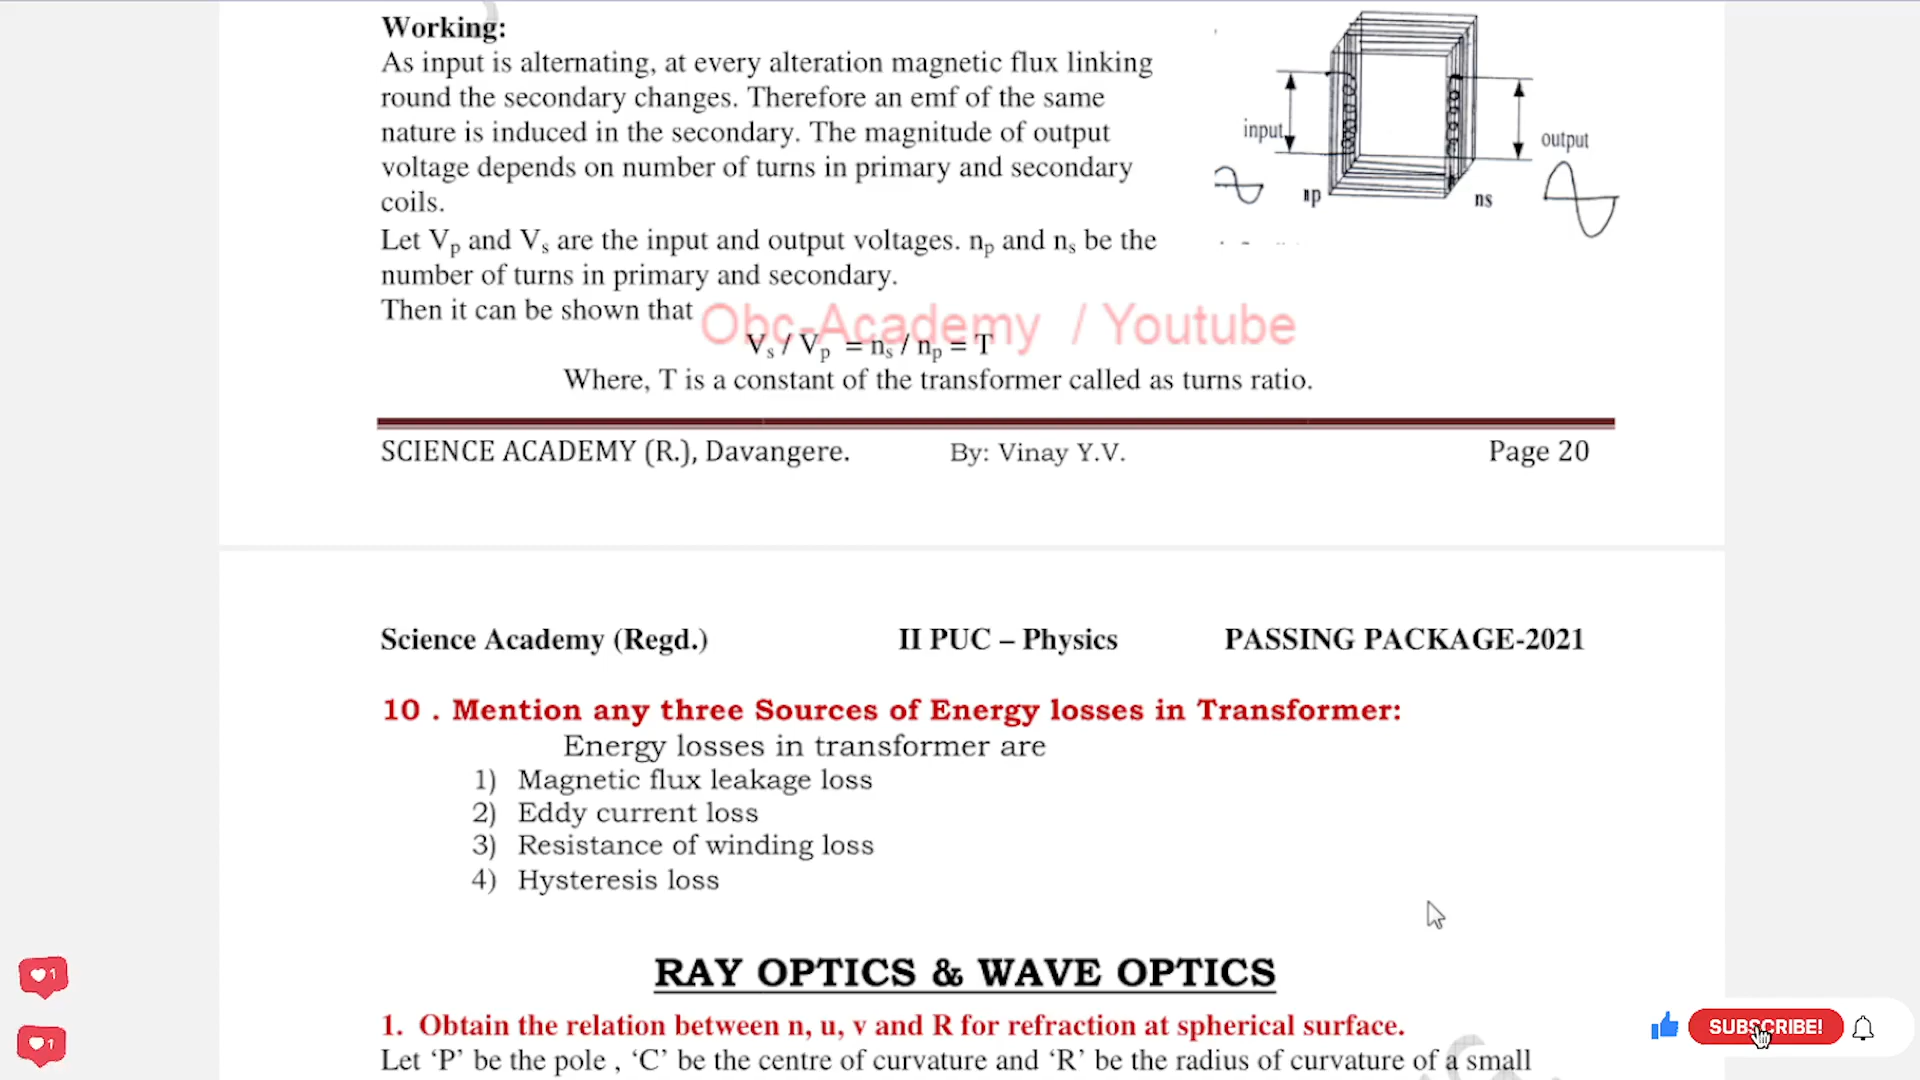 Working:
As input is alternating, at every alteration magnetic flux linking
round the secondary changes. Therefore an emf of the same
nature is induced in the secondary. The magnitude of output
voltage depends on number of turns in primary and secondary
coils.
Let Vp and Vs are the input and output voltages. np and ns be the
number of turns in primary and secondary.
Then it can be shown that
Obc-Academy / Youtube
Vs / Vp = ns / np = T
Where, T is a constant of the transformer called as turns ratio.
input
output
np
ns
SCIENCE ACADEMY (R.), Davangere. By: Vinay Y.V. Page 20
Science Academy (Regd.) II PUC – Physics PASSING PACKAGE-2021
10 . Mention any three Sources of Energy losses in Transformer:
Energy losses in transformer are
1) Magnetic flux leakage loss
2) Eddy current loss
3) Resistance of winding loss
4) Hysteresis loss
RAY OPTICS & WAVE OPTICS
1. Obtain the relation between n, u, v and R for refraction at spherical surface.
Let ‘P’ be the pole , ‘C’ be the centre of curvature and ‘R’ be the radius of curvature of a small
1
1
SUBSCRIBE!